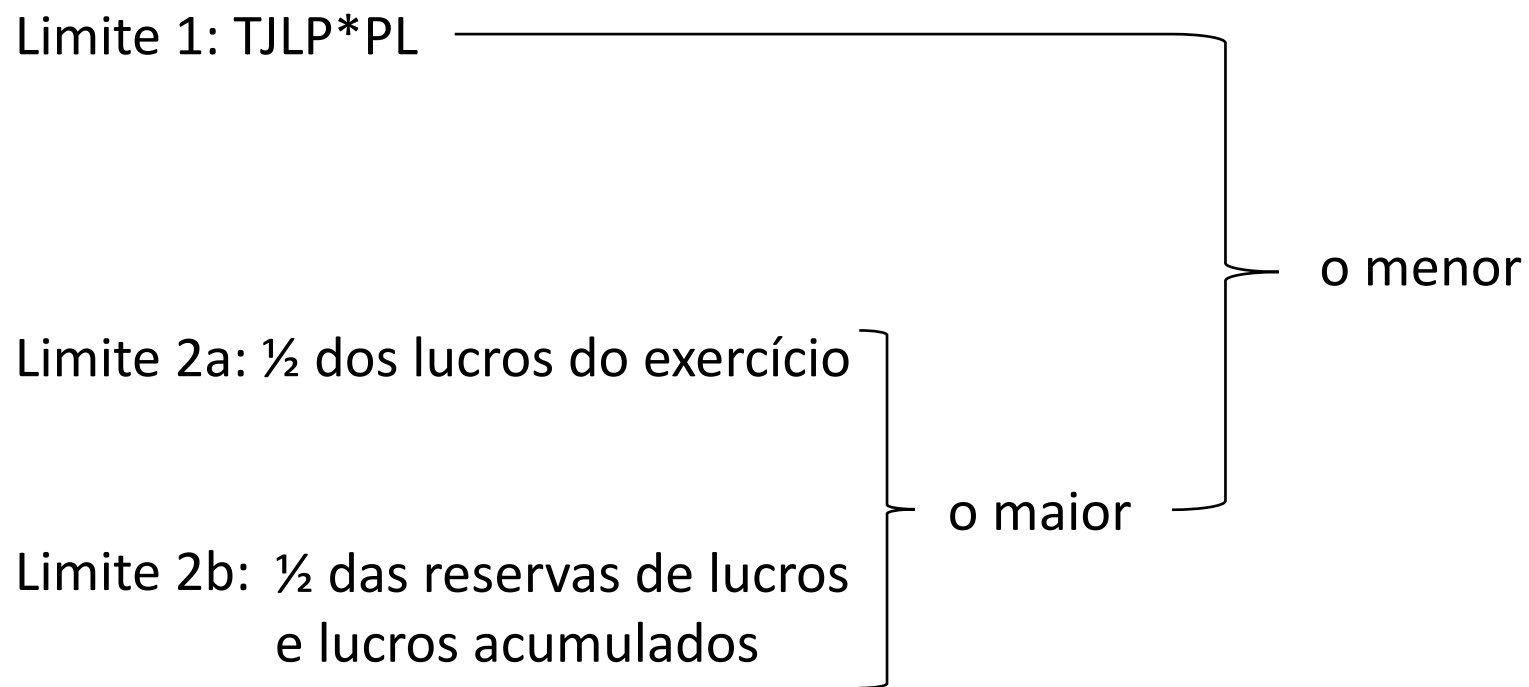 Limite 1: TJLP*PL
o menor
Limite 2a: ½ dos lucros do exercício
o maior
Limite 2b: ½ das reservas de lucros
e lucros acumulados